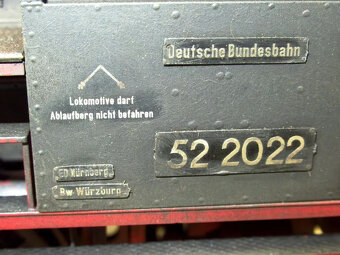 Deutsche Bundesbahn
Lokomotive darf
Ablaufberg nicht befahren
52 2022
ED Nürnberg
Bw Würzburg